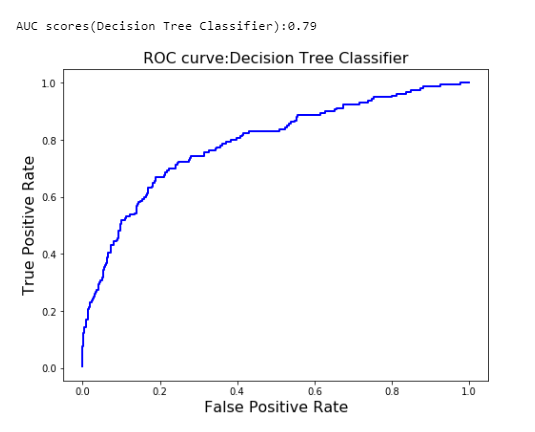 AUC scores(Decision Tree Classifier):0.79
ROC curve:Decision Tree Classifier
1.0
0.8
0.6
0.4
0.2
0.0
True Positive Rate
0.0 0.2 0.4 0.6 0.8 1.0
False Positive Rate